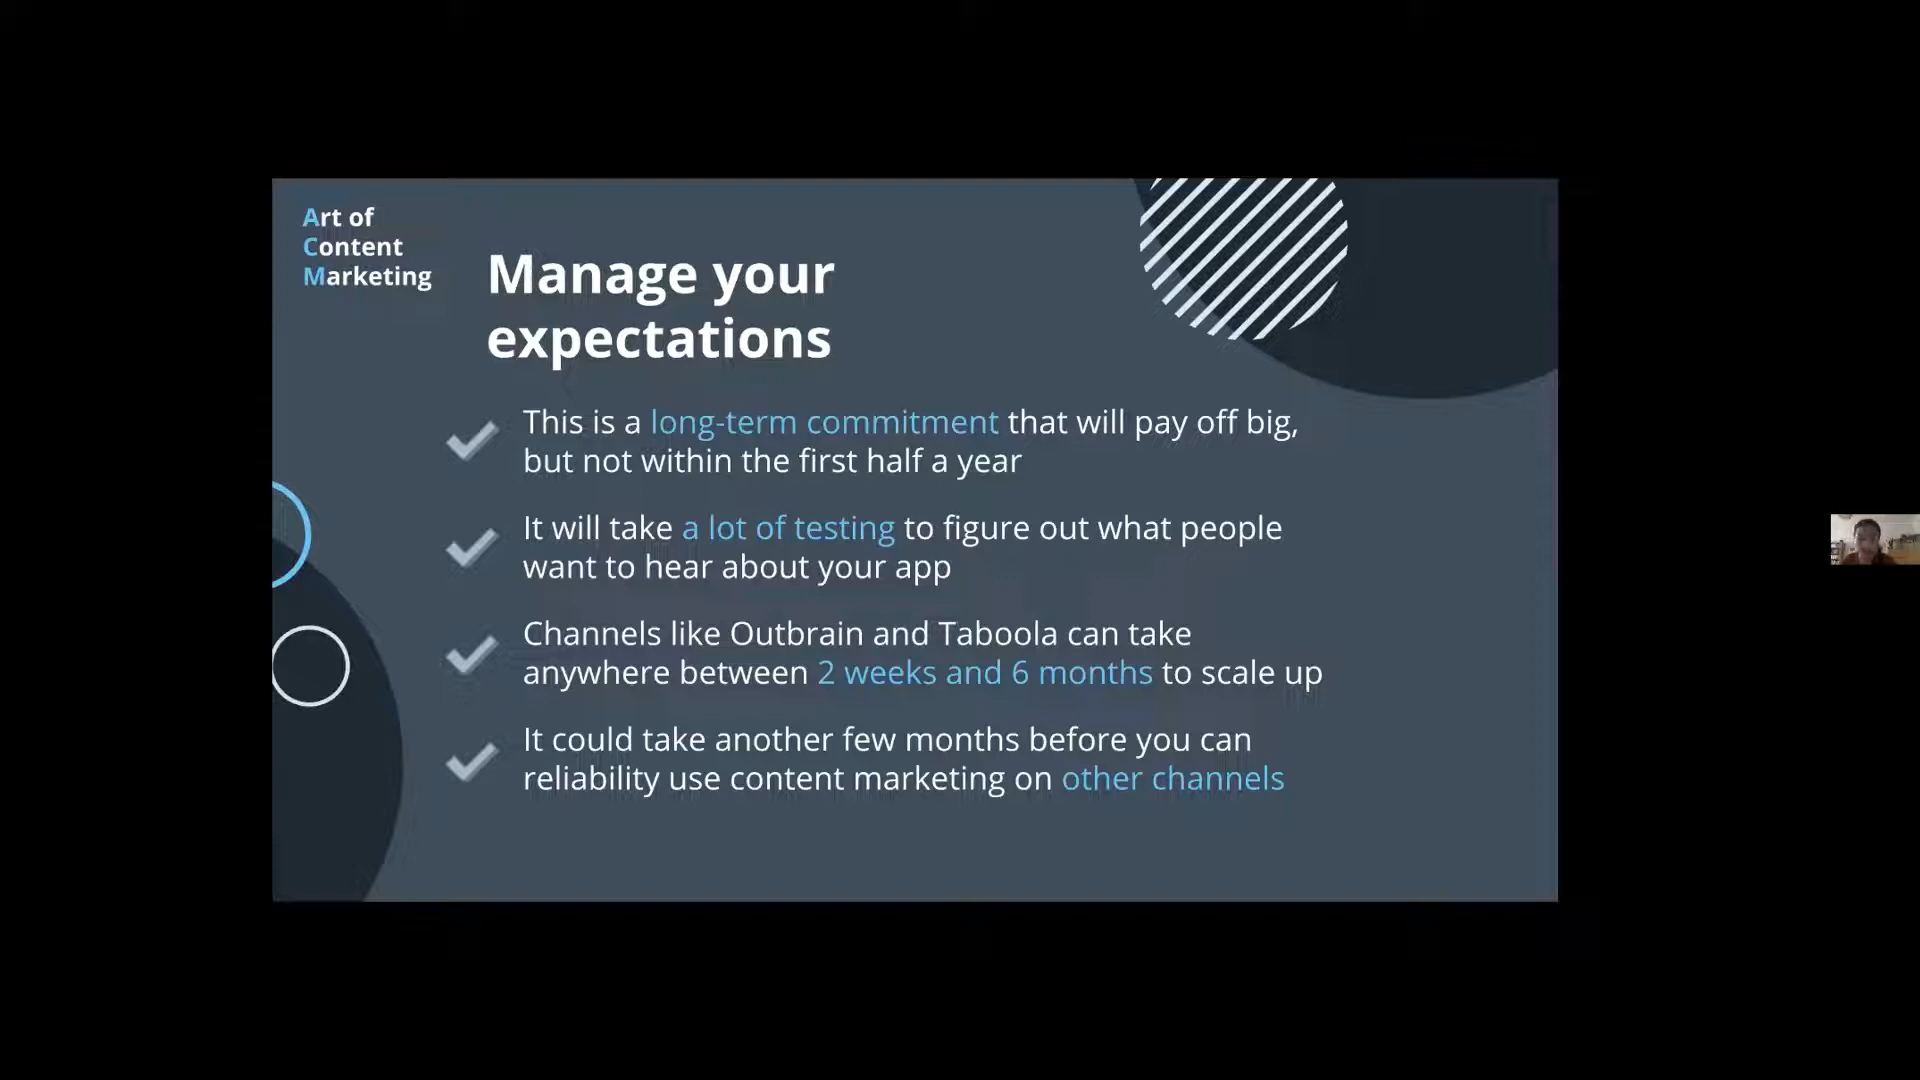 Art of
Content
Marketing
Manage your
expectations
This is a long-term commitment that will pay off big,
but not within the first half a year
It will take a lot of testing to figure out what people
want to hear about your app
Channels like Outbrain and Taboola can take
anywhere between 2 weeks and 6 months to scale up
It could take another few months before you can
reliability use content marketing on other channels